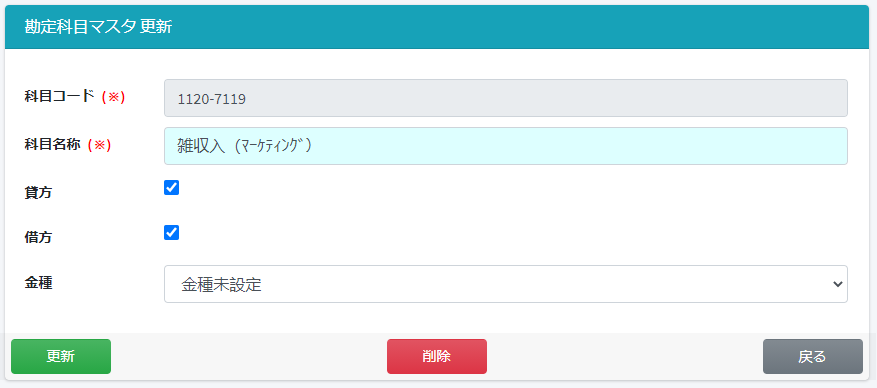 勘定科目マスタ更新
科目コード (※)
1120-7119
科目名称 (※)
雑収入（ﾏｰｹﾃｨﾝｸﾞ）
貸方
借方
金種
金種未設定
更新
削除
戻る